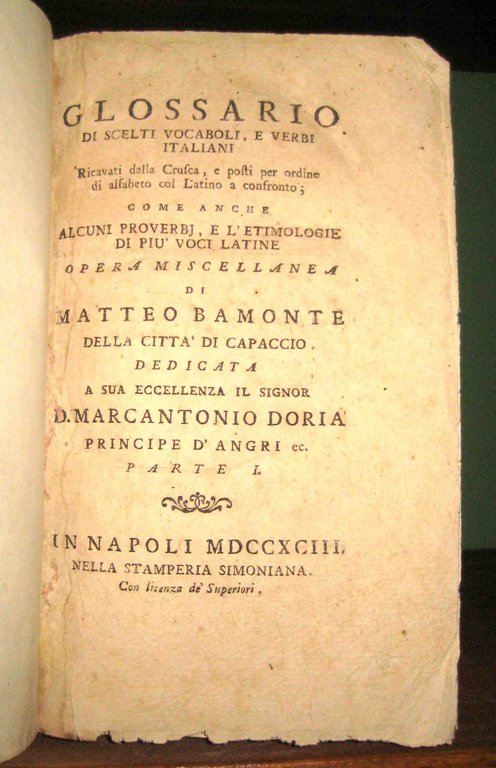 GLOSSARIO
DI SCELTI VOCABOLI, E VERBI
ITALIANI
Ricavati dalla Crusca, e posti per ordine
di alfabeto col Latino a confronto;
COME ANCHE
ALCUNI PROVERBJ, E L'ETIMOLOGIE
DI PIU' VOCI LATINE
OPERA MISCELLANEA
DI
MATTEO BAMONTE
DELLA CITTA' DI CAPACCIO.
DEDICATA
A SUA ECCELLENZA IL SIGNOR
D. MARCANTONIO DORIA
PRINCIPE D'ANGRI ec.
PARTE I.
IN NAPOLI MDCCXCIII.
NELLA STAMPERIA SIMONIANA.
Con licenza de' Superiori.